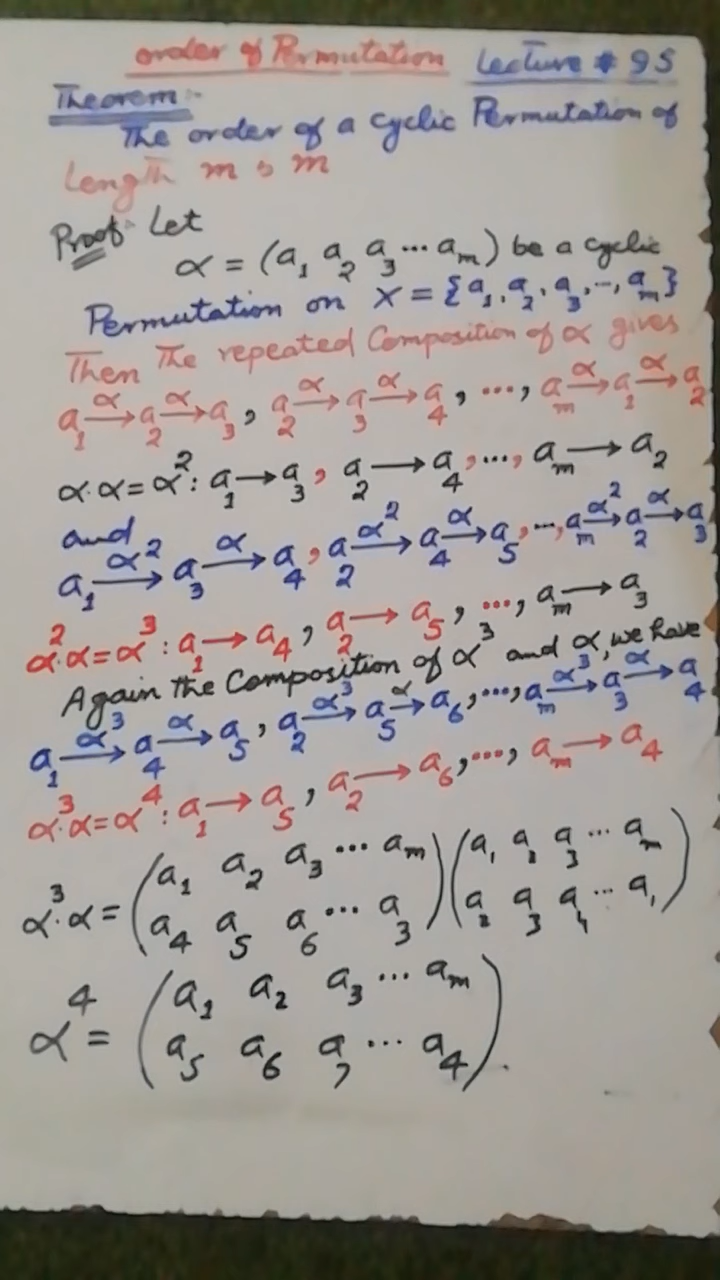 order of Permutation Lecture # 95
Theorem:-
The order of a cyclic Permutation of
Length m is m
Proof:- Let
α = (a₁ a₂ a₃ ... aₘ) be a cyclic
Permutation on X = {a₁, a₂, a₃, ..., aₘ}
Then The repeated Composition of α gives
a₁ —α→ a₂ —α→ a₃, a₂ —α→ a₃ —α→ a₄, ..., aₘ —α→ a₁ —α→ a₂
α.α = α²: a₁ → a₃, a₂ → a₄, ..., aₘ → a₂
and
a₁ —α²→ a₃ —α→ a₄, a₂ —α²→ a₄ —α→ a₅, ..., aₘ —α²→ a₂ —α→ a₃
α².α = α³: a₁ → a₄, a₂ → a₅, ..., aₘ → a₃
Again the Composition of α³ and α, we have
a₁ —α³→ a₄ —α→ a₅, a₂ —α³→ a₅ —α→ a₆, ..., aₘ —α³→ a₃ —α→ a₄
α³.α = α⁴: a₁ → a₅, a₂ → a₆, ..., aₘ → a₄
α³.α = (a₁ a₂ a₃ ... aₘ) (a₁ a₂ a₃ ... aₘ)
(a₄ a₅ a₆ ... a₃) (a₂ a₃ a₄ ... a₁)
α⁴ = (a₁ a₂ a₃ ... aₘ)
(a₅ a₆ a₇ ... a₄).